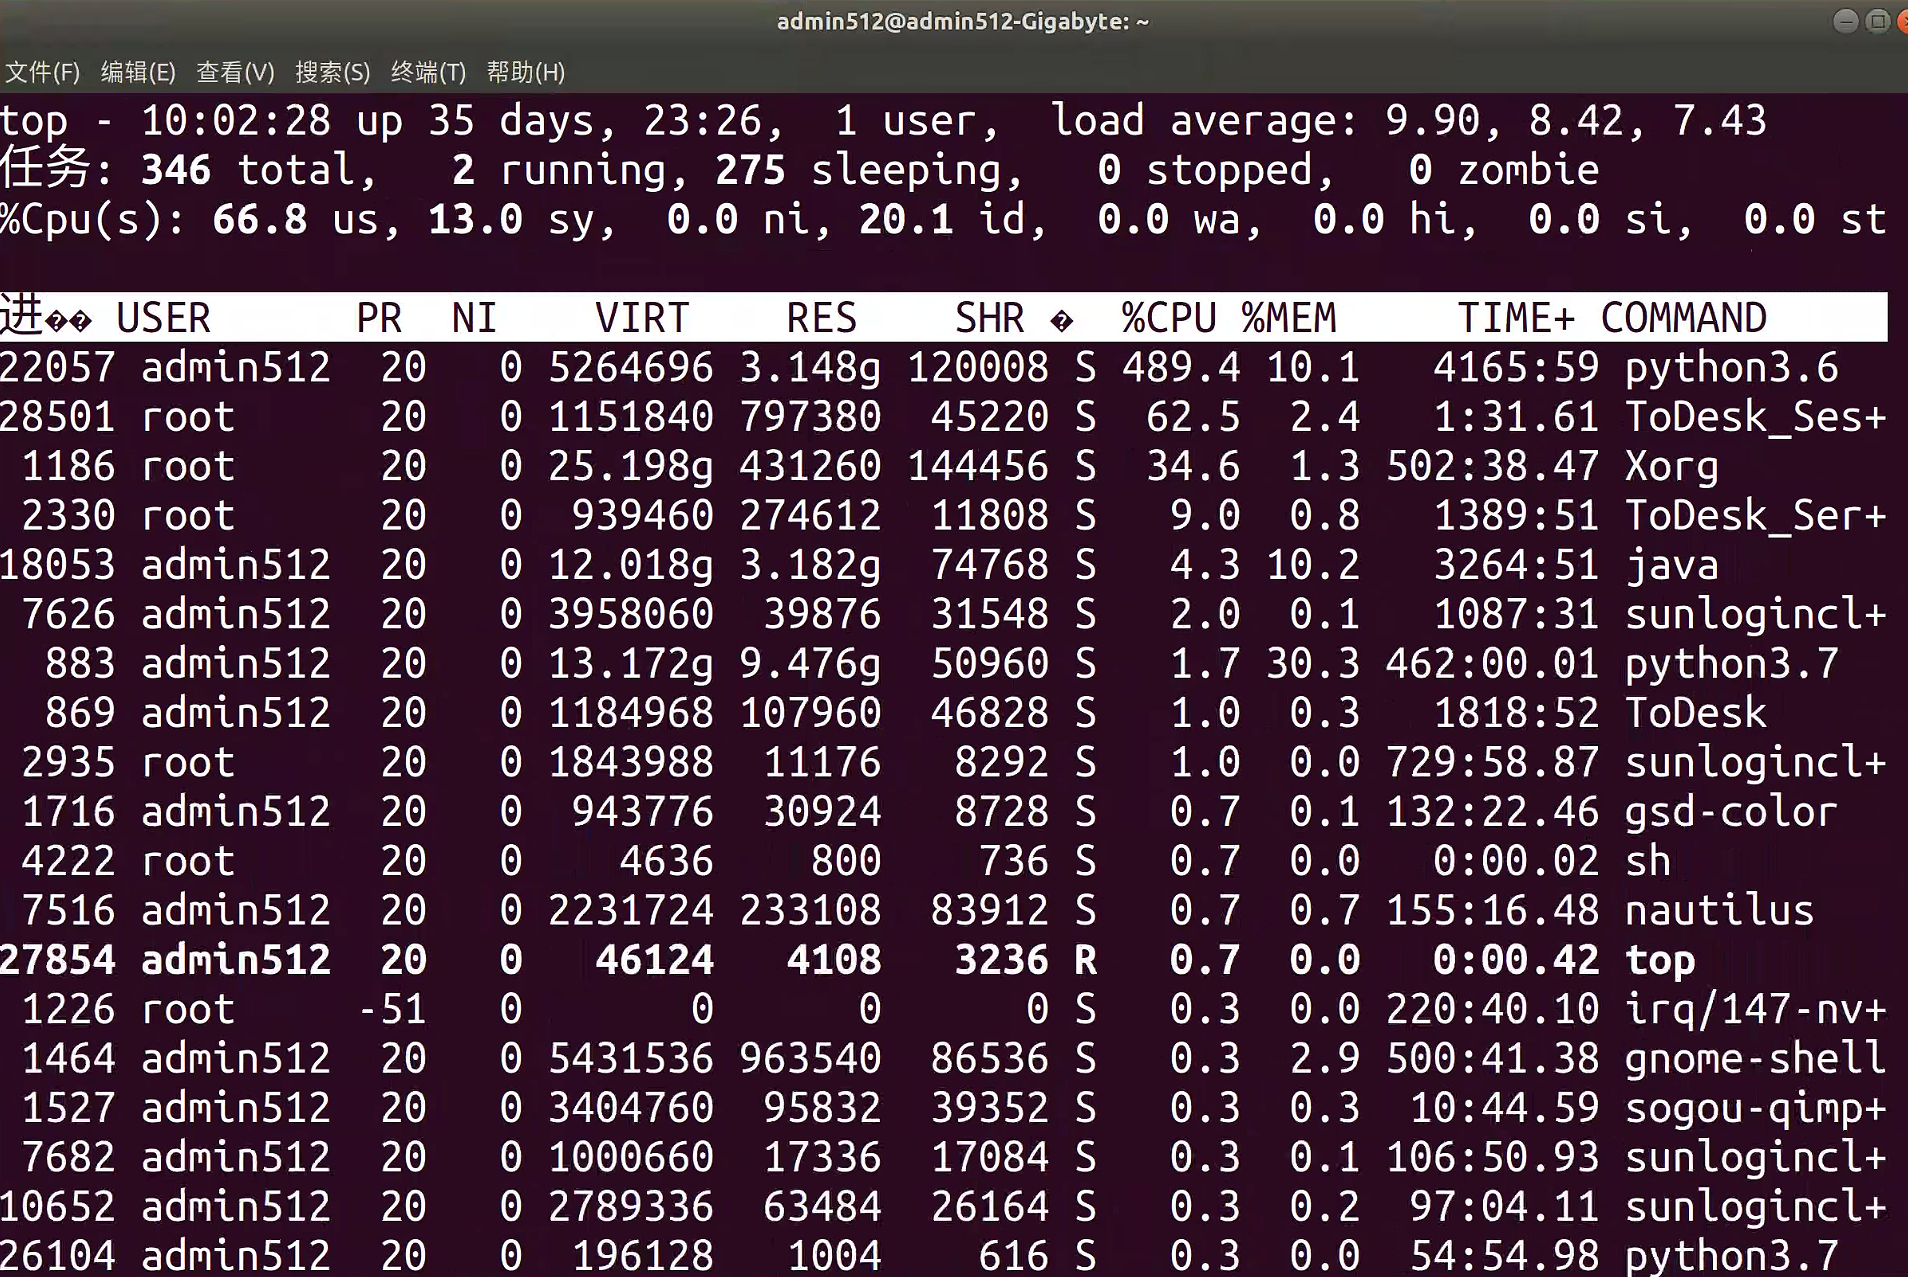 admin512@admin512-Gigabyte: ~
文件(F) 编辑(E) 查看(V) 搜索(S) 终端(T) 帮助(H)
top - 10:02:28 up 35 days, 23:26,  1 user,  load average: 9.90, 8.42, 7.43
任务: 346 total,   2 running, 275 sleeping,   0 stopped,   0 zombie
%Cpu(s): 66.8 us, 13.0 sy,  0.0 ni, 20.1 id,  0.0 wa,  0.0 hi,  0.0 si,  0.0 st
进�� USER      PR  NI    VIRT    RES    SHR �  %CPU %MEM     TIME+ COMMAND
22057 admin512  20   0 5264696 3.148g 120008 S 489.4 10.1   4165:59 python3.6
28501 root      20   0 1151840 797380  45220 S  62.5  2.4   1:31.61 ToDesk_Ses+
1186 root      20   0 25.198g 431260 144456 S  34.6  1.3 502:38.47 Xorg
2330 root      20   0  939460 274612  11808 S   9.0  0.8   1389:51 ToDesk_Ser+
18053 admin512  20   0 12.018g 3.182g  74768 S   4.3 10.2   3264:51 java
7626 admin512  20   0 3958060  39876  31548 S   2.0  0.1   1087:31 sunlogincl+
883 admin512  20   0 13.172g 9.476g  50960 S   1.7 30.3 462:00.01 python3.7
869 admin512  20   0 1184968 107960  46828 S   1.0  0.3   1818:52 ToDesk
2935 root      20   0 1843988  11176   8292 S   1.0  0.0 729:58.87 sunlogincl+
1716 admin512  20   0  943776  30924   8728 S   0.7  0.1 132:22.46 gsd-color
4222 root      20   0    4636    800    736 S   0.7  0.0   0:00.02 sh
7516 admin512  20   0 2231724 233108  83912 S   0.7  0.7 155:16.48 nautilus
27854 admin512  20   0   46124   4108   3236 R   0.7  0.0   0:00.42 top
1226 root     -51   0       0      0      0 S   0.3  0.0 220:40.10 irq/147-nv+
1464 admin512  20   0 5431536 963540  86536 S   0.3  2.9 500:41.38 gnome-shell
1527 admin512  20   0 3404760  95832  39352 S   0.3  0.3  10:44.59 sogou-qimp+
7682 admin512  20   0 1000660  17336  17084 S   0.3  0.1 106:50.93 sunlogincl+
10652 admin512  20   0 2789336  63484  26164 S   0.3  0.2  97:04.11 sunlogincl+
26104 admin512  20   0  196128   1004    616 S   0.3  0.0  54:54.98 python3.7